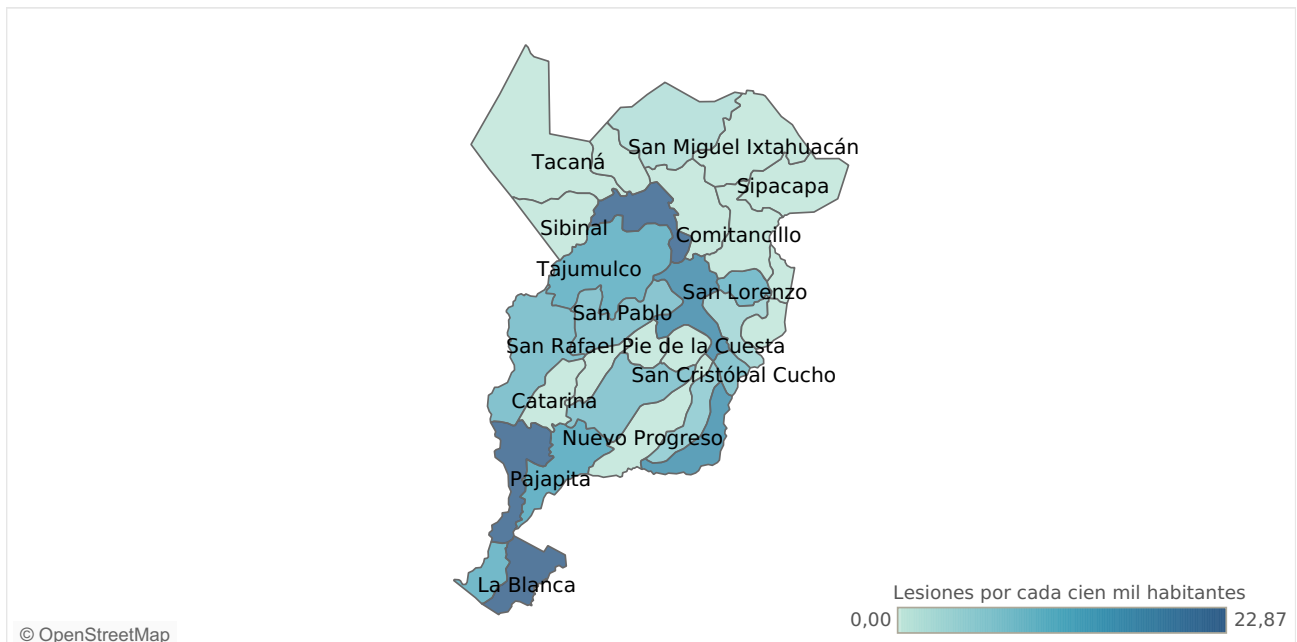 San Miguel Ixtahuacán
Tacaná
Sipacapa
Sibinal
Comitancillo
Tajumulco
San Lorenzo
San Pablo
San Rafael Pie de la Cuesta
San Cristóbal Cucho
Catarina
Nuevo Progreso
Pajapita
La Blanca
Lesiones por cada cien mil habitantes
0,00 22,87
© OpenStreetMap